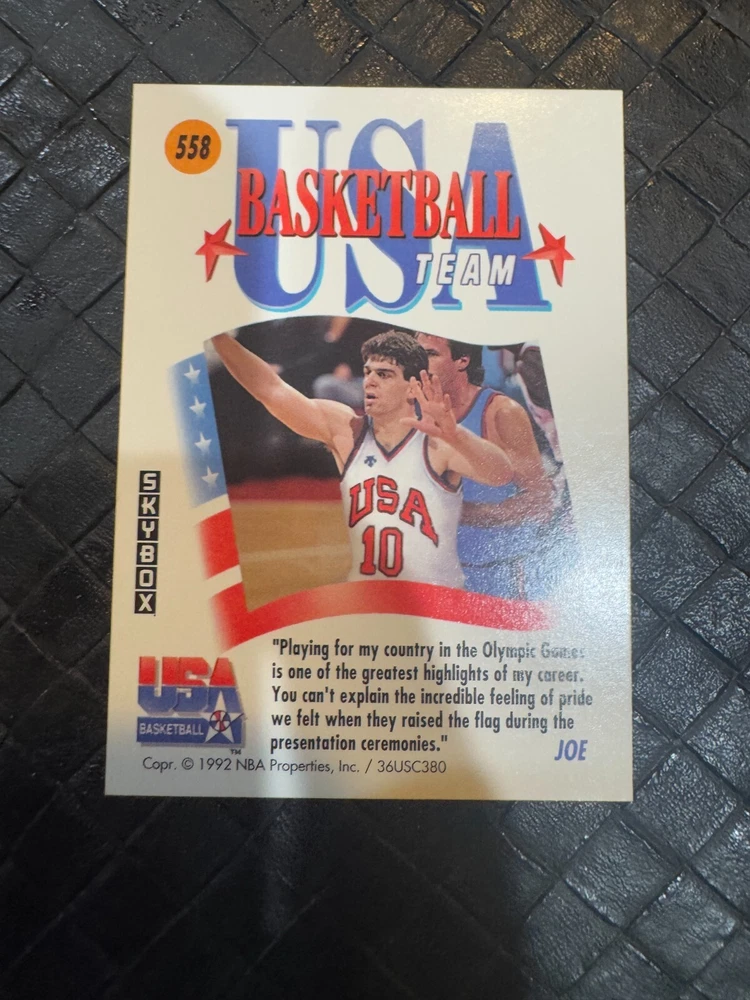 558
USA
BASKETBALL
TEAM
USA
10
SKYBOX
"Playing for my country in the Olympic Games
is one of the greatest highlights of my career.
You can't explain the incredible feeling of pride
we felt when they raised the flag during the
presentation ceremonies."
JOE
USA
BASKETBALL
TM
Copr. © 1992 NBA Properties, Inc. / 36USC380